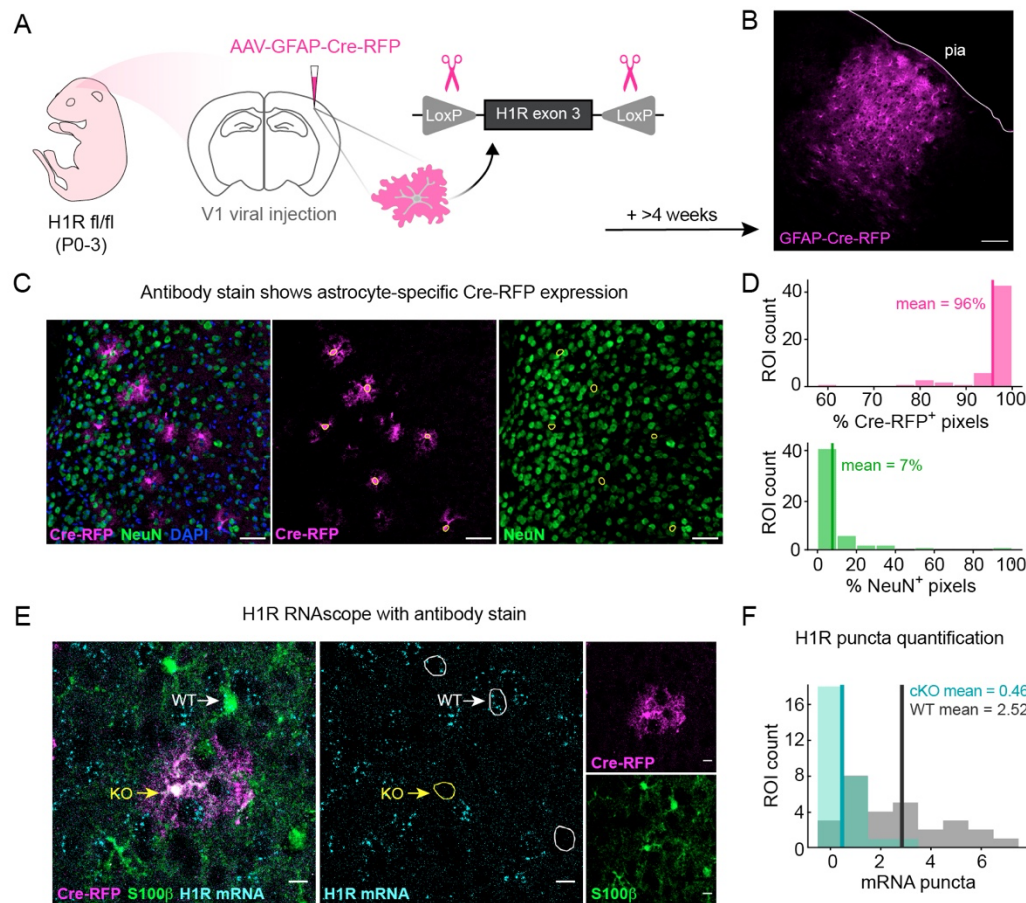 A
AAV-GFAP-Cre-RFP
LoxP
H1R exon 3
LoxP
H1R fl/fl
(P0-3)
V1 viral injection
+ >4 weeks
B
pia
GFAP-Cre-RFP
C
Antibody stain shows astrocyte-specific Cre-RFP expression
Cre-RFP NeuN DAPI
Cre-RFP
NeuN
D
ROI count
40
20
0
mean = 96%
60 70 80 90 100
% Cre-RFP⁺ pixels
ROI count
40
20
0
mean = 7%
0 20 40 60 80 100
% NeuN⁺ pixels
E
H1R RNAscope with antibody stain
WT
KO
Cre-RFP S100β H1R mRNA
WT
KO
H1R mRNA
Cre-RFP
S100β
F
H1R puncta quantification
cKO mean = 0.46
WT mean = 2.52
ROI count
16
12
8
4
0 2 4 6
mRNA puncta